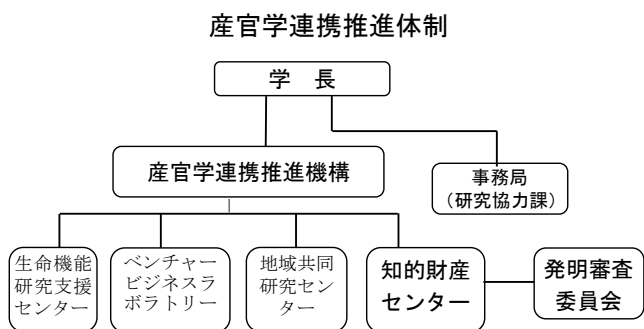 産官学連携推進体制
学 長
産官学連携推進機構
事務局
(研究協力課)
生命機能
研究支援
センター
ベンチャー
ビジネスラ
ボラトリー
地域共同
研究セン
ター
知的財産
センター
発明審査
委員会